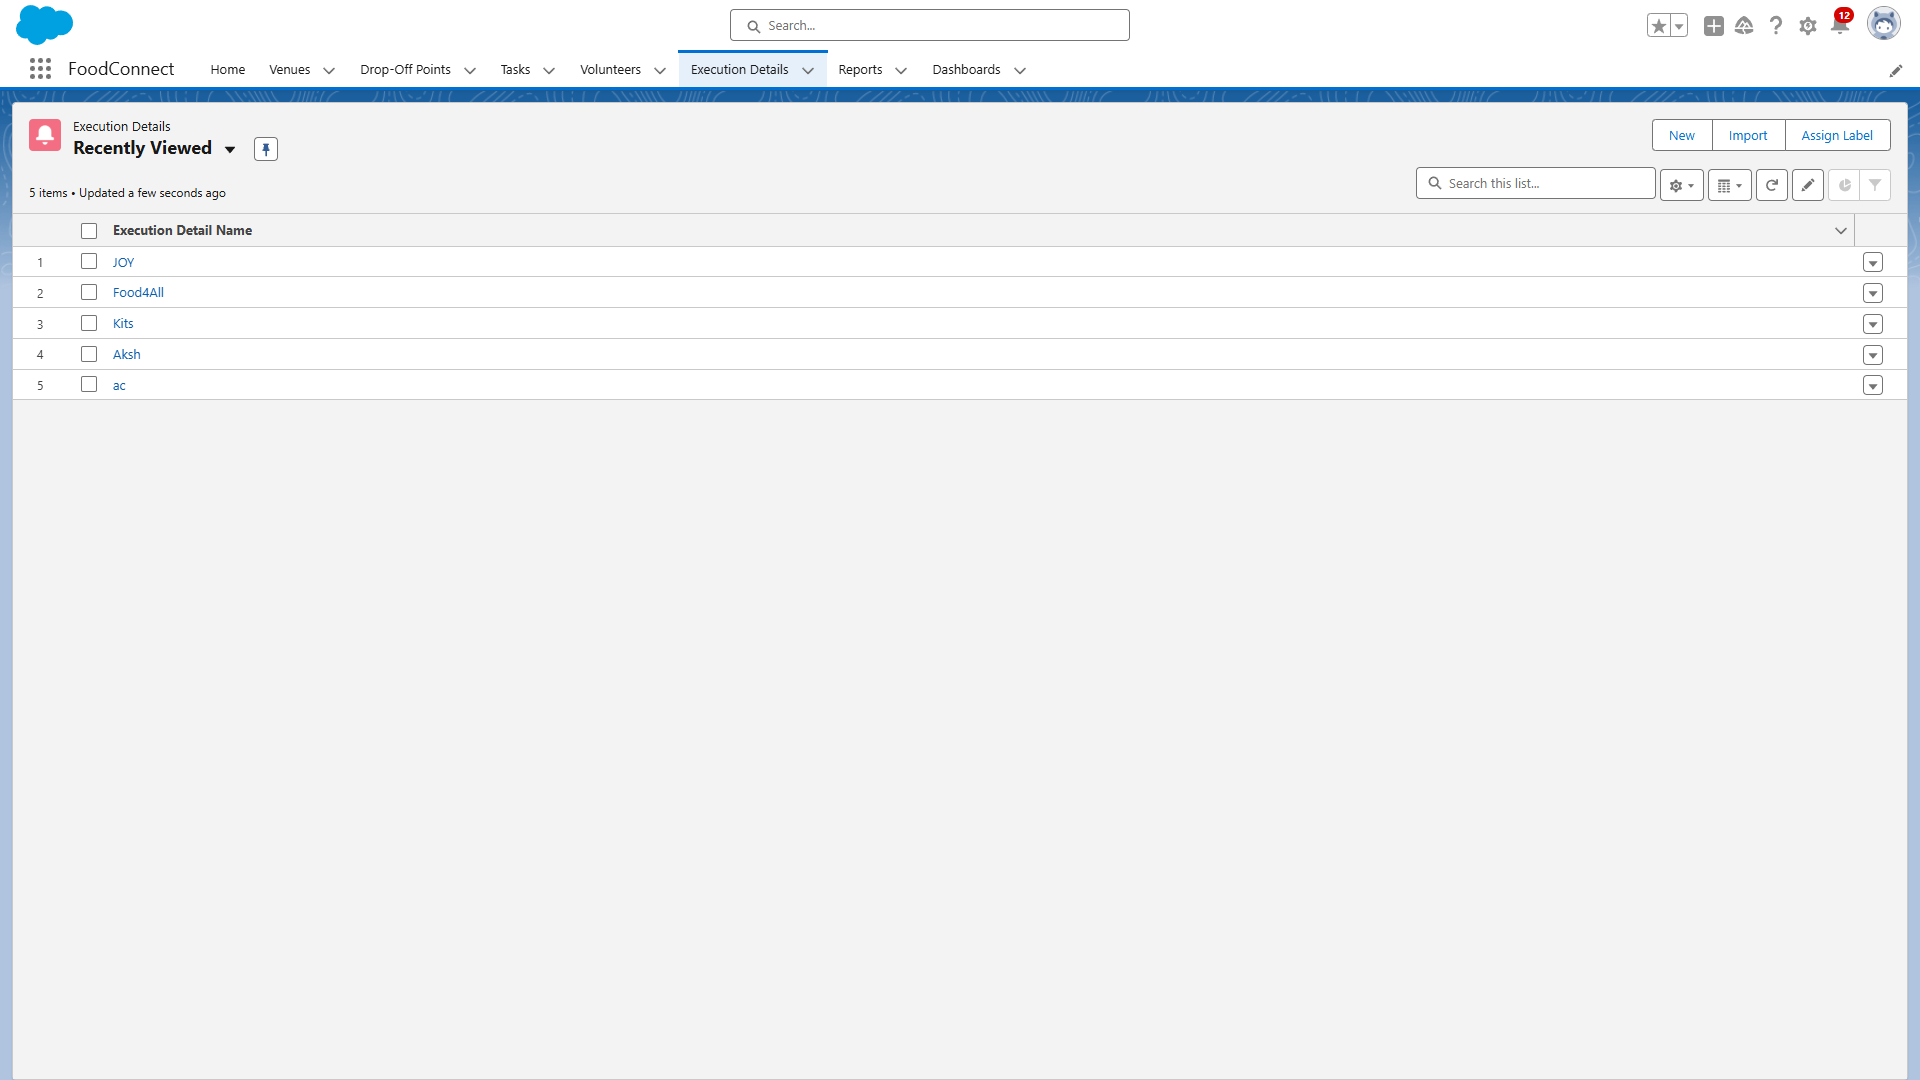 Search...
12
FoodConnect
Home
Venues
Drop-Off Points
Tasks
Volunteers
Execution Details
Reports
Dashboards
Execution Details
Recently Viewed
New
Import
Assign Label
5 items • Updated a few seconds ago
Search this list...
Execution Detail Name
1 JOY
2 Food4All
3 Kits
4 Aksh
5 ac